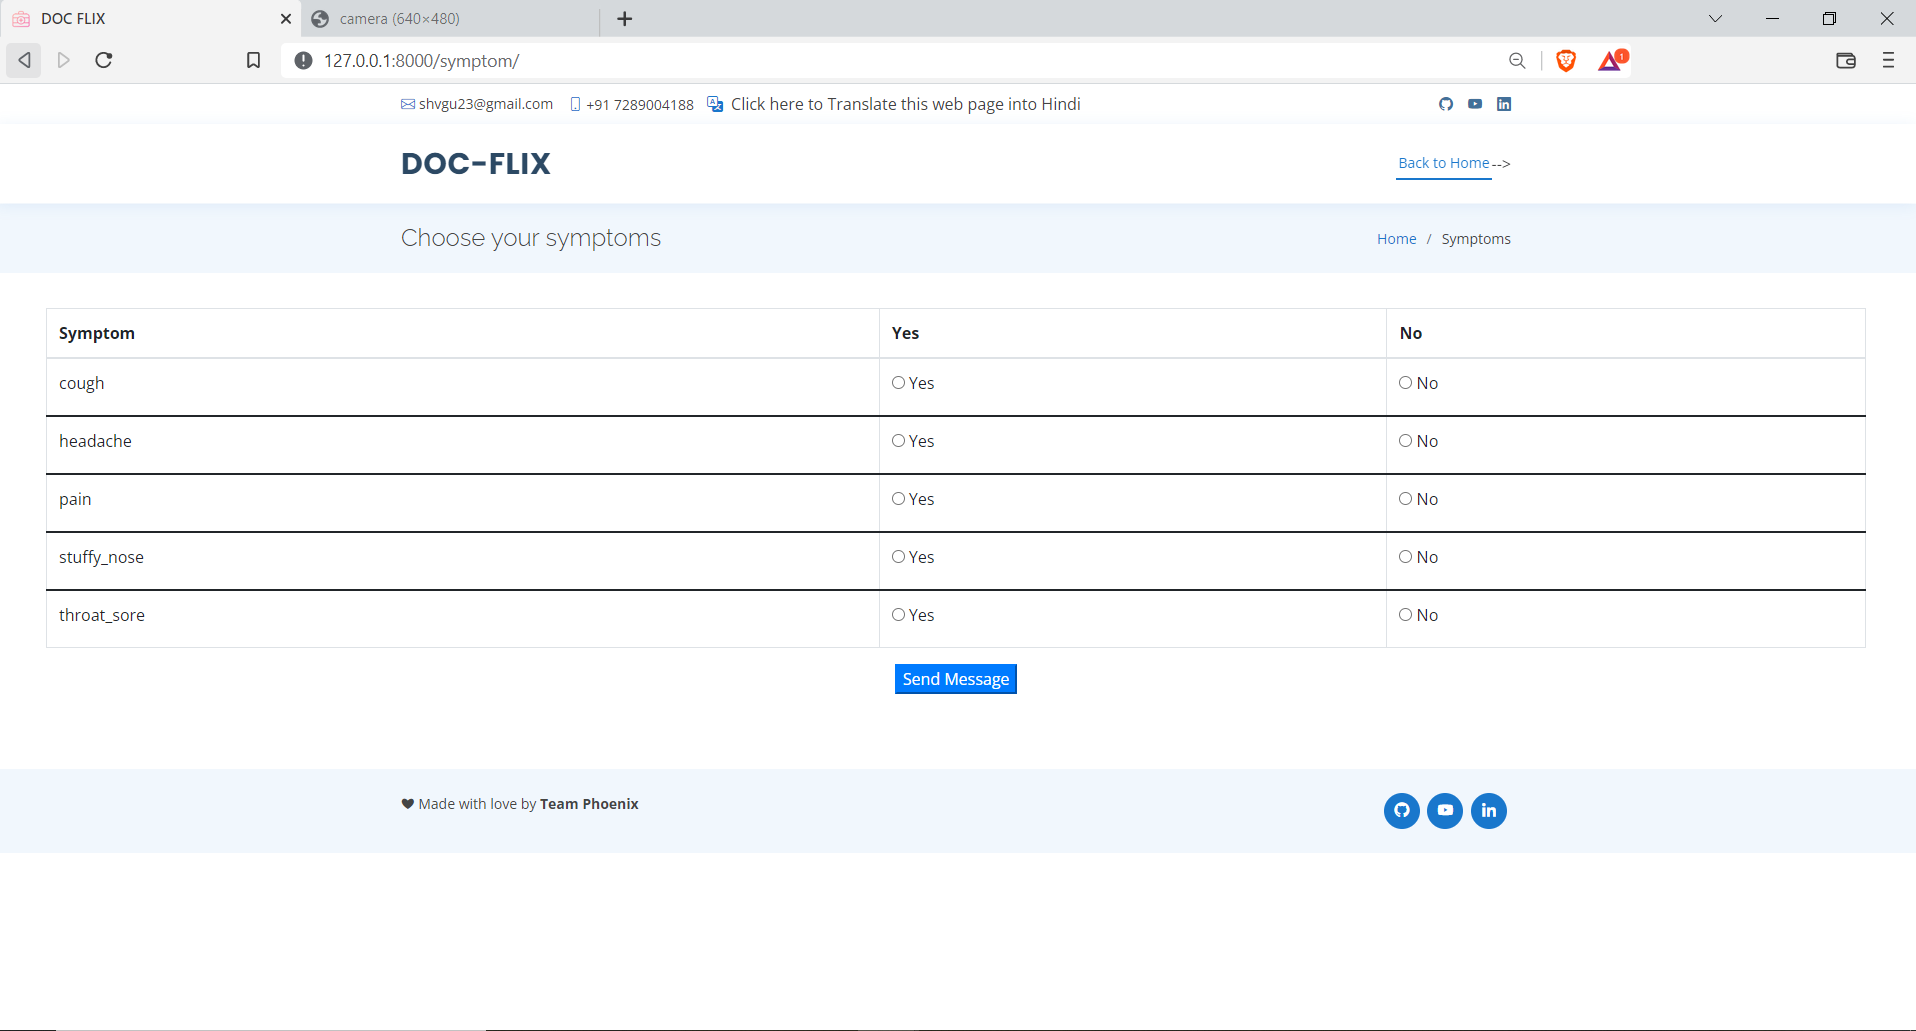 DOC FLIX
camera (640×480)
127.0.0.1:8000/symptom/
1
shvgu23@gmail.com +91 7289004188 Click here to Translate this web page into Hindi
DOC-FLIX
Back to Home-->
Choose your symptoms
Home / Symptoms
Symptom Yes No
cough Yes No
headache Yes No
pain Yes No
stuffy_nose Yes No
throat_sore Yes No
Send Message
Made with love by Team Phoenix